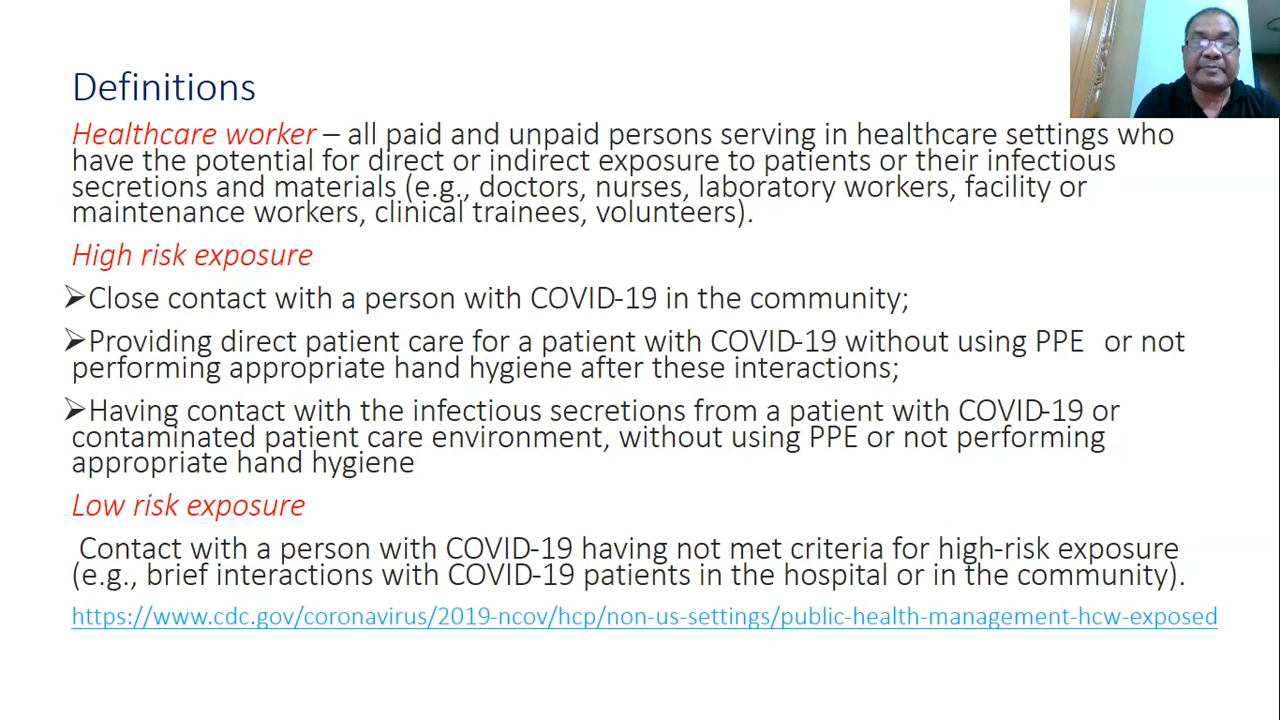 Definitions
Healthcare worker – all paid and unpaid persons serving in healthcare settings who
have the potential for direct or indirect exposure to patients or their infectious
secretions and materials (e.g., doctors, nurses, laboratory workers, facility or
maintenance workers, clinical trainees, volunteers).
High risk exposure
➢Close contact with a person with COVID-19 in the community;
➢Providing direct patient care for a patient with COVID-19 without using PPE or not
performing appropriate hand hygiene after these interactions;
➢Having contact with the infectious secretions from a patient with COVID-19 or
contaminated patient care environment, without using PPE or not performing
appropriate hand hygiene
Low risk exposure
Contact with a person with COVID-19 having not met criteria for high-risk exposure
(e.g., brief interactions with COVID-19 patients in the hospital or in the community).
https://www.cdc.gov/coronavirus/2019-ncov/hcp/non-us-settings/public-health-management-hcw-exposed